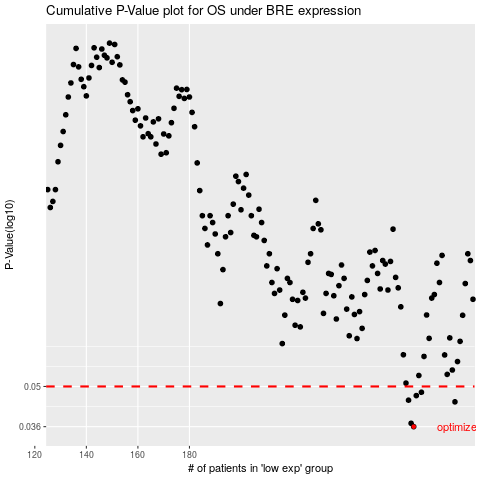 Cumulative P-Value plot for OS under BRE expression
P-Value(log10)
0.05
0.036
optimize
120 140 160 180
# of patients in 'low exp' group